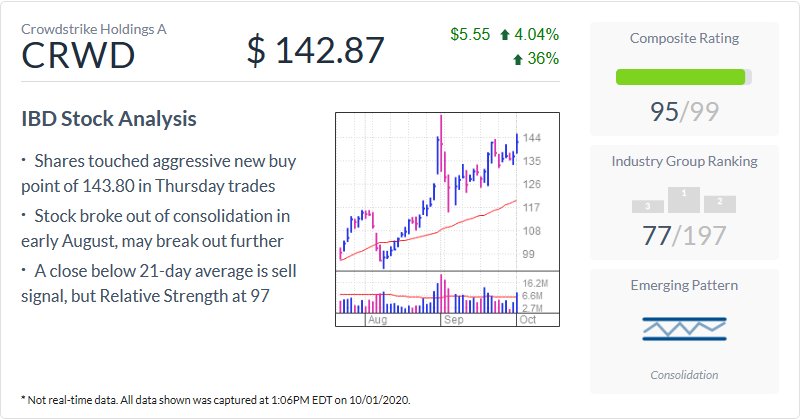 Crowdstrike Holdings A
CRWD
$ 142.87
$5.55 4.04%
36%
IBD Stock Analysis
· Shares touched aggressive new buy
point of 143.80 in Thursday trades
· Stock broke out of consolidation in
early August, may break out further
· A close below 21-day average is sell
signal, but Relative Strength at 97
144
135
126
117
108
99
16.2M
6.6M
2.7M
Aug Sep Oct
Composite Rating
95/99
Industry Group Ranking
3 1 2
77/197
Emerging Pattern
Consolidation
* Not real-time data. All data shown was captured at 1:06PM EDT on 10/01/2020.